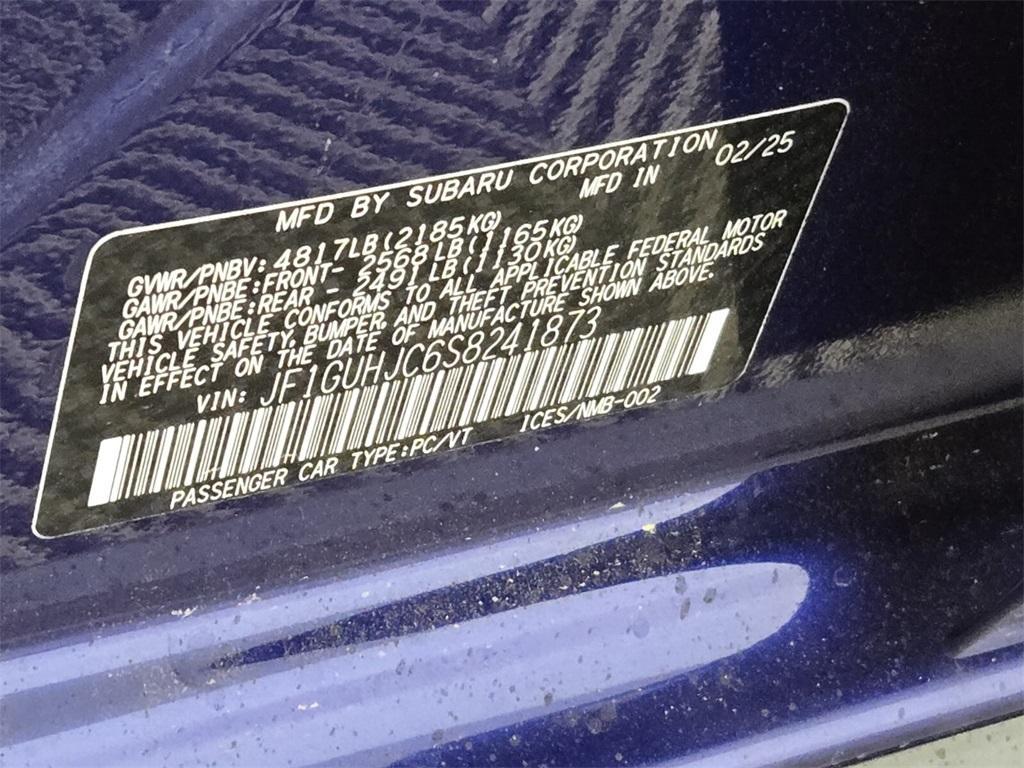 MFD BY SUBARU CORPORATION
MFD IN 02/25
GVWR/PNBV: 4817LB(2185KG)
GAWR/PNBE:FRONT- 2568LB(1165KG)
GAWR/PNBE:REAR - 2491LB(1130KG)
THIS VEHICLE CONFORMS TO ALL APPLICABLE FEDERAL MOTOR
VEHICLE SAFETY, BUMPER, AND THEFT PREVENTION STANDARDS
IN EFFECT ON THE DATE OF MANUFACTURE SHOWN ABOVE.
VIN: JF1GUHJC6S8241873
PASSENGER CAR TYPE:PC/VT ICES/NMB-002